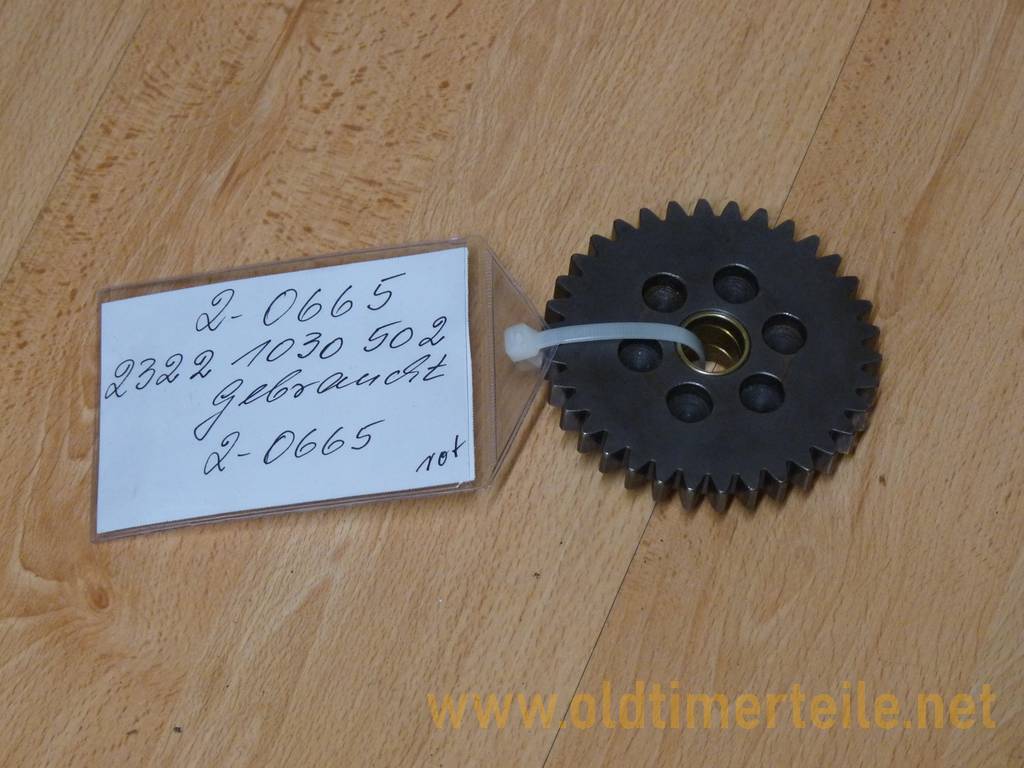 2-0665
2322 1030 502
gebraucht
2-0665
rot
www.oldtimerteile.net